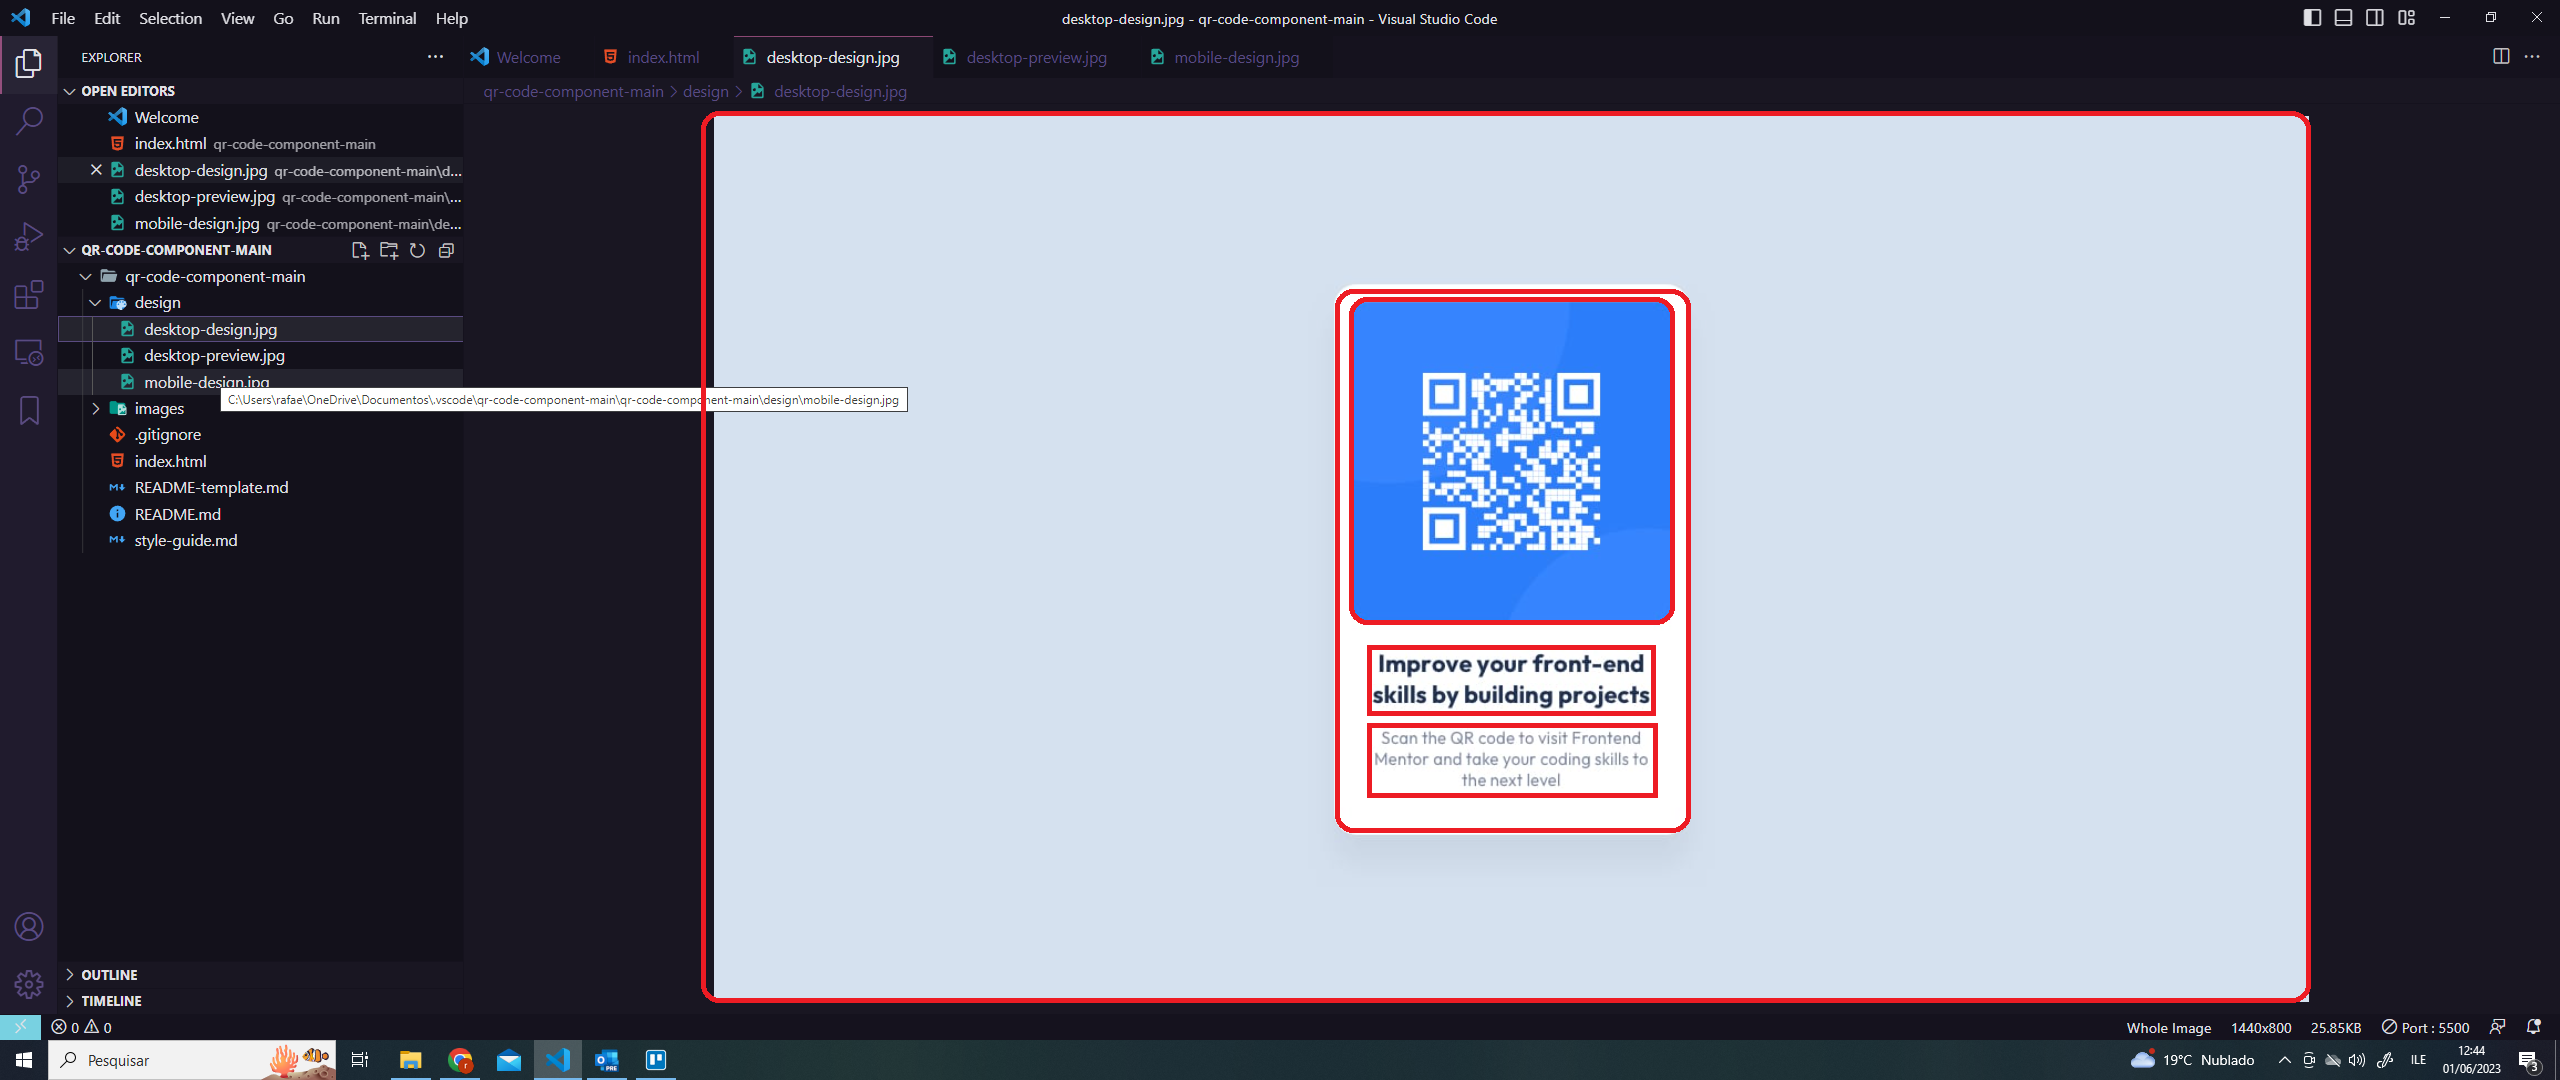 File Edit Selection View Go Run Terminal Help
desktop-design.jpg - qr-code-component-main - Visual Studio Code
EXPLORER
Welcome
index.html
desktop-design.jpg
desktop-preview.jpg
mobile-design.jpg
qr-code-component-main > design > desktop-design.jpg
OPEN EDITORS
Welcome
index.html qr-code-component-main
desktop-design.jpg qr-code-component-main\d...
desktop-preview.jpg qr-code-component-main\...
mobile-design.jpg qr-code-component-main\de...
QR-CODE-COMPONENT-MAIN
qr-code-component-main
design
desktop-design.jpg
desktop-preview.jpg
mobile-design.jpg
C:\Users\rafae\OneDrive\Documentos\.vscode\qr-code-component-main\qr-code-component-main\design\mobile-design.jpg
images
.gitignore
index.html
README-template.md
README.md
style-guide.md
Improve your front-end
skills by building projects
Scan the QR code to visit Frontend
Mentor and take your coding skills to
the next level
OUTLINE
TIMELINE
0 0
Whole Image 1440x800 25.85KB Port : 5500
Pesquisar
19°C Nublado
ILE
12:44
01/06/2023
3